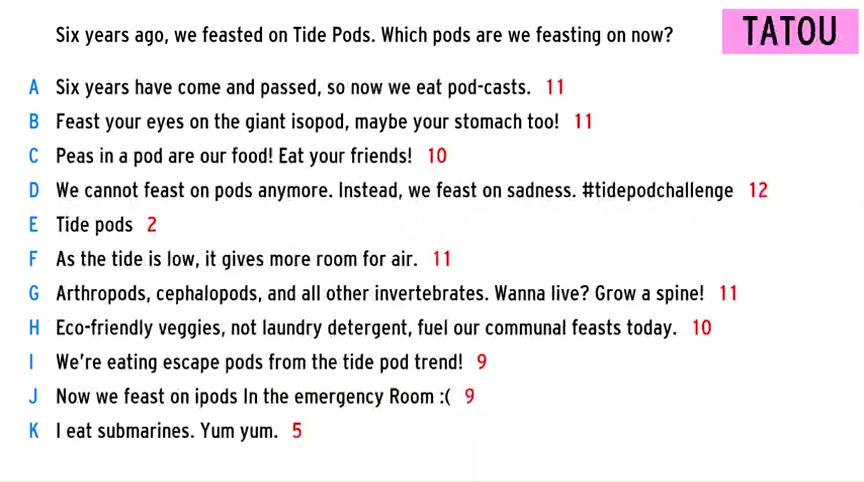 Six years ago, we feasted on Tide Pods. Which pods are we feasting on now?
TATOU
A Six years have come and passed, so now we eat pod-casts. 11
B Feast your eyes on the giant isopod, maybe your stomach too! 11
C Peas in a pod are our food! Eat your friends! 10
D We cannot feast on pods anymore. Instead, we feast on sadness. #tidepodchallenge 12
E Tide pods 2
F As the tide is low, it gives more room for air. 11
G Arthropods, cephalopods, and all other invertebrates. Wanna live? Grow a spine! 11
H Eco-friendly veggies, not laundry detergent, fuel our communal feasts today. 10
I We're eating escape pods from the tide pod trend! 9
J Now we feast on ipods In the emergency Room :( 9
K I eat submarines. Yum yum. 5